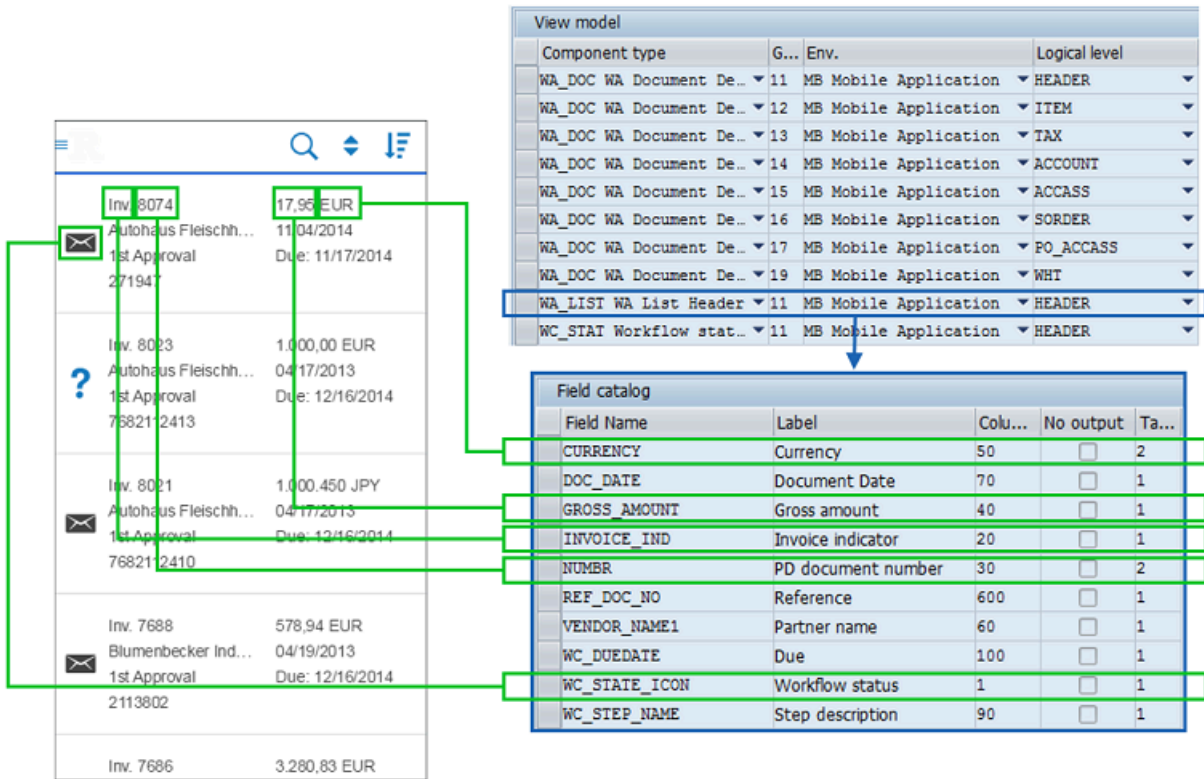 View model
Component type G... Env. Logical level
WA_DOC WA Document De… 11 MB Mobile Application HEADER
WA_DOC WA Document De… 12 MB Mobile Application ITEM
WA_DOC WA Document De… 13 MB Mobile Application TAX
WA_DOC WA Document De… 14 MB Mobile Application ACCOUNT
WA_DOC WA Document De… 15 MB Mobile Application ACCASS
WA_DOC WA Document De… 16 MB Mobile Application SORDER
WA_DOC WA Document De… 17 MB Mobile Application PO_ACCASS
WA_DOC WA Document De… 19 MB Mobile Application WHT
WA_LIST WA List Header 11 MB Mobile Application HEADER
WC_STAT Workflow stat… 11 MB Mobile Application HEADER
Inv. 8074 17,95 EUR
Autohaus Fleischh... 11/04/2014
1st Approval Due: 11/17/2014
271947
Inv. 8023 1.000,00 EUR
Autohaus Fleischh... 04/17/2013
1st Approval Due: 12/16/2014
7682112413
Inv. 8021 1.000.450 JPY
Autohaus Fleischh... 04/17/2013
1st Approval Due: 12/16/2014
7682112410
Inv. 7688 578,94 EUR
Blumenbecker Ind... 04/19/2013
1st Approval Due: 12/16/2014
2113802
Inv. 7686 3.280,83 EUR
Field catalog
Field Name Label Colu... No output Ta...
CURRENCY Currency 50 2
DOC_DATE Document Date 70 1
GROSS_AMOUNT Gross amount 40 1
INVOICE_IND Invoice indicator 20 1
NUMBR PD document number 30 2
REF_DOC_NO Reference 600 1
VENDOR_NAME1 Partner name 60 1
WC_DUEDATE Due 100 1
WC_STATE_ICON Workflow status 1 1
WC_STEP_NAME Step description 90 1